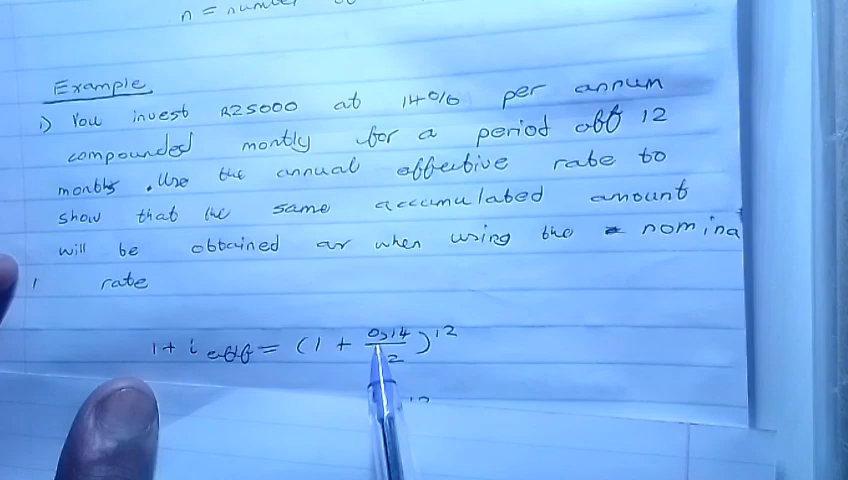 n = number
Example
i) You invest R25000 at 14% per annum
compounded montly for a period off 12
months . Use the annual effective rate to
show that the same accumulated amount
will be obtained as when using the nomina
l rate
1 + i eff = (1 + 0,14/12)^12
12